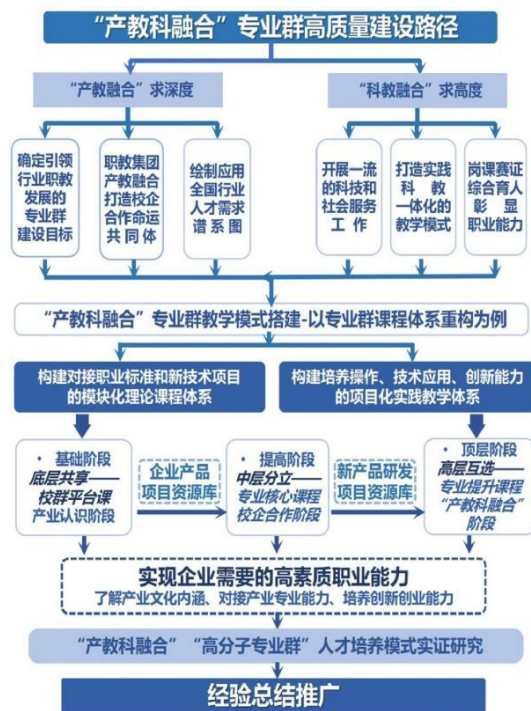 “产教科融合”专业群高质量建设路径
“产教融合”求深度
“科教融合”求高度
确定引领
行业职教
发展的
专业群
建设目标
职教集团
产教融合
打造校企
合作命运
共同体
绘制应用
全国行业
人才需求
谱系图
开展一流
的科技和
社会服务
工作
打造实践
科教
一体化的
教学模式
岗课赛证
综合育人
彰显
职业能力
“产教科融合”专业群教学模式搭建-以专业群课程体系重构为例
构建对接职业标准和新技术项目
的模块化理论课程体系
构建培养操作、技术应用、创新能力
的项目化实践教学体系
• 基础阶段
底层共享——
校群平台课
产业认识阶段
企业产品
项目资源库
• 提高阶段
中层分立——
专业核心课程
校企合作阶段
新产品研发
项目资源库
• 顶层阶段
高层互选——
专业提升课程
“产教科融合”
阶段
实现企业需要的高素质职业能力
了解产业文化内涵、对接产业专业能力、培养创新创业能力
“产教科融合”“高分子专业群”人才培养模式实证研究
经验总结推广